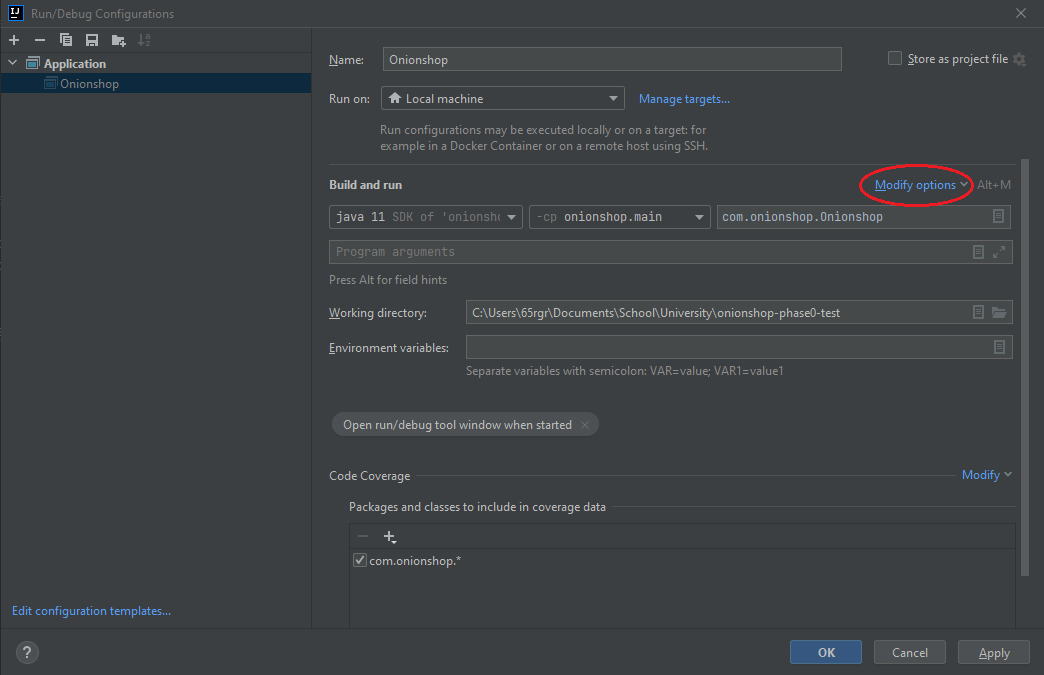 Run/Debug Configurations
Application
Onionshop
Name: Onionshop
Store as project file
Run on: Local machine Manage targets...
Run configurations may be executed locally or on a target: for
example in a Docker Container or on a remote host using SSH.
Build and run Modify options Alt+M
java 11 SDK of 'onionsho -cp onionshop.main com.onionshop.Onionshop
Program arguments
Press Alt for field hints
Working directory: C:\Users\65rgr\Documents\School\University\onionshop-phase0-test
Environment variables:
Separate variables with semicolon: VAR=value; VAR1=value1
Open run/debug tool window when started
Code Coverage Modify
Packages and classes to include in coverage data
com.onionshop.*
Edit configuration templates...
? OK Cancel Apply